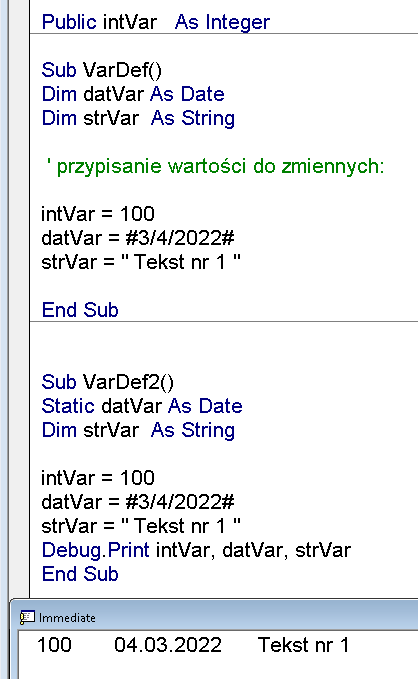 Public intVar   As Integer
Sub VarDef()
Dim datVar As Date
Dim strVar  As String
' przypisanie wartości do zmiennych:
intVar = 100
datVar = #3/4/2022#
strVar = " Tekst nr 1 "
End Sub
Sub VarDef2()
Static datVar As Date
Dim strVar  As String
intVar = 100
datVar = #3/4/2022#
strVar = " Tekst nr 1 "
Debug.Print intVar, datVar, strVar
End Sub
Immediate
100       04.03.2022      Tekst nr 1